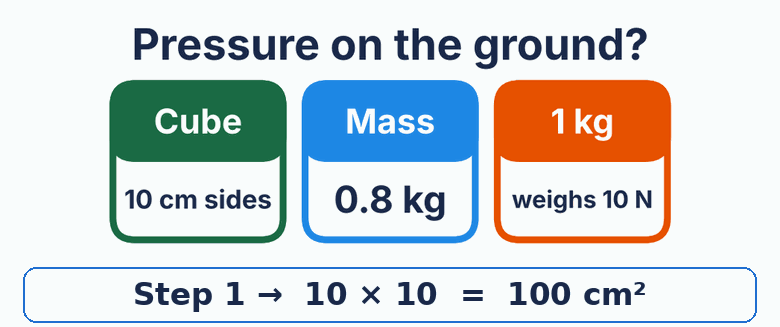 Pressure on the ground?
Cube Mass 1 kg
10 cm sides 0.8 kg weighs 10 N
Step 1 → 10 × 10 = 100 cm²